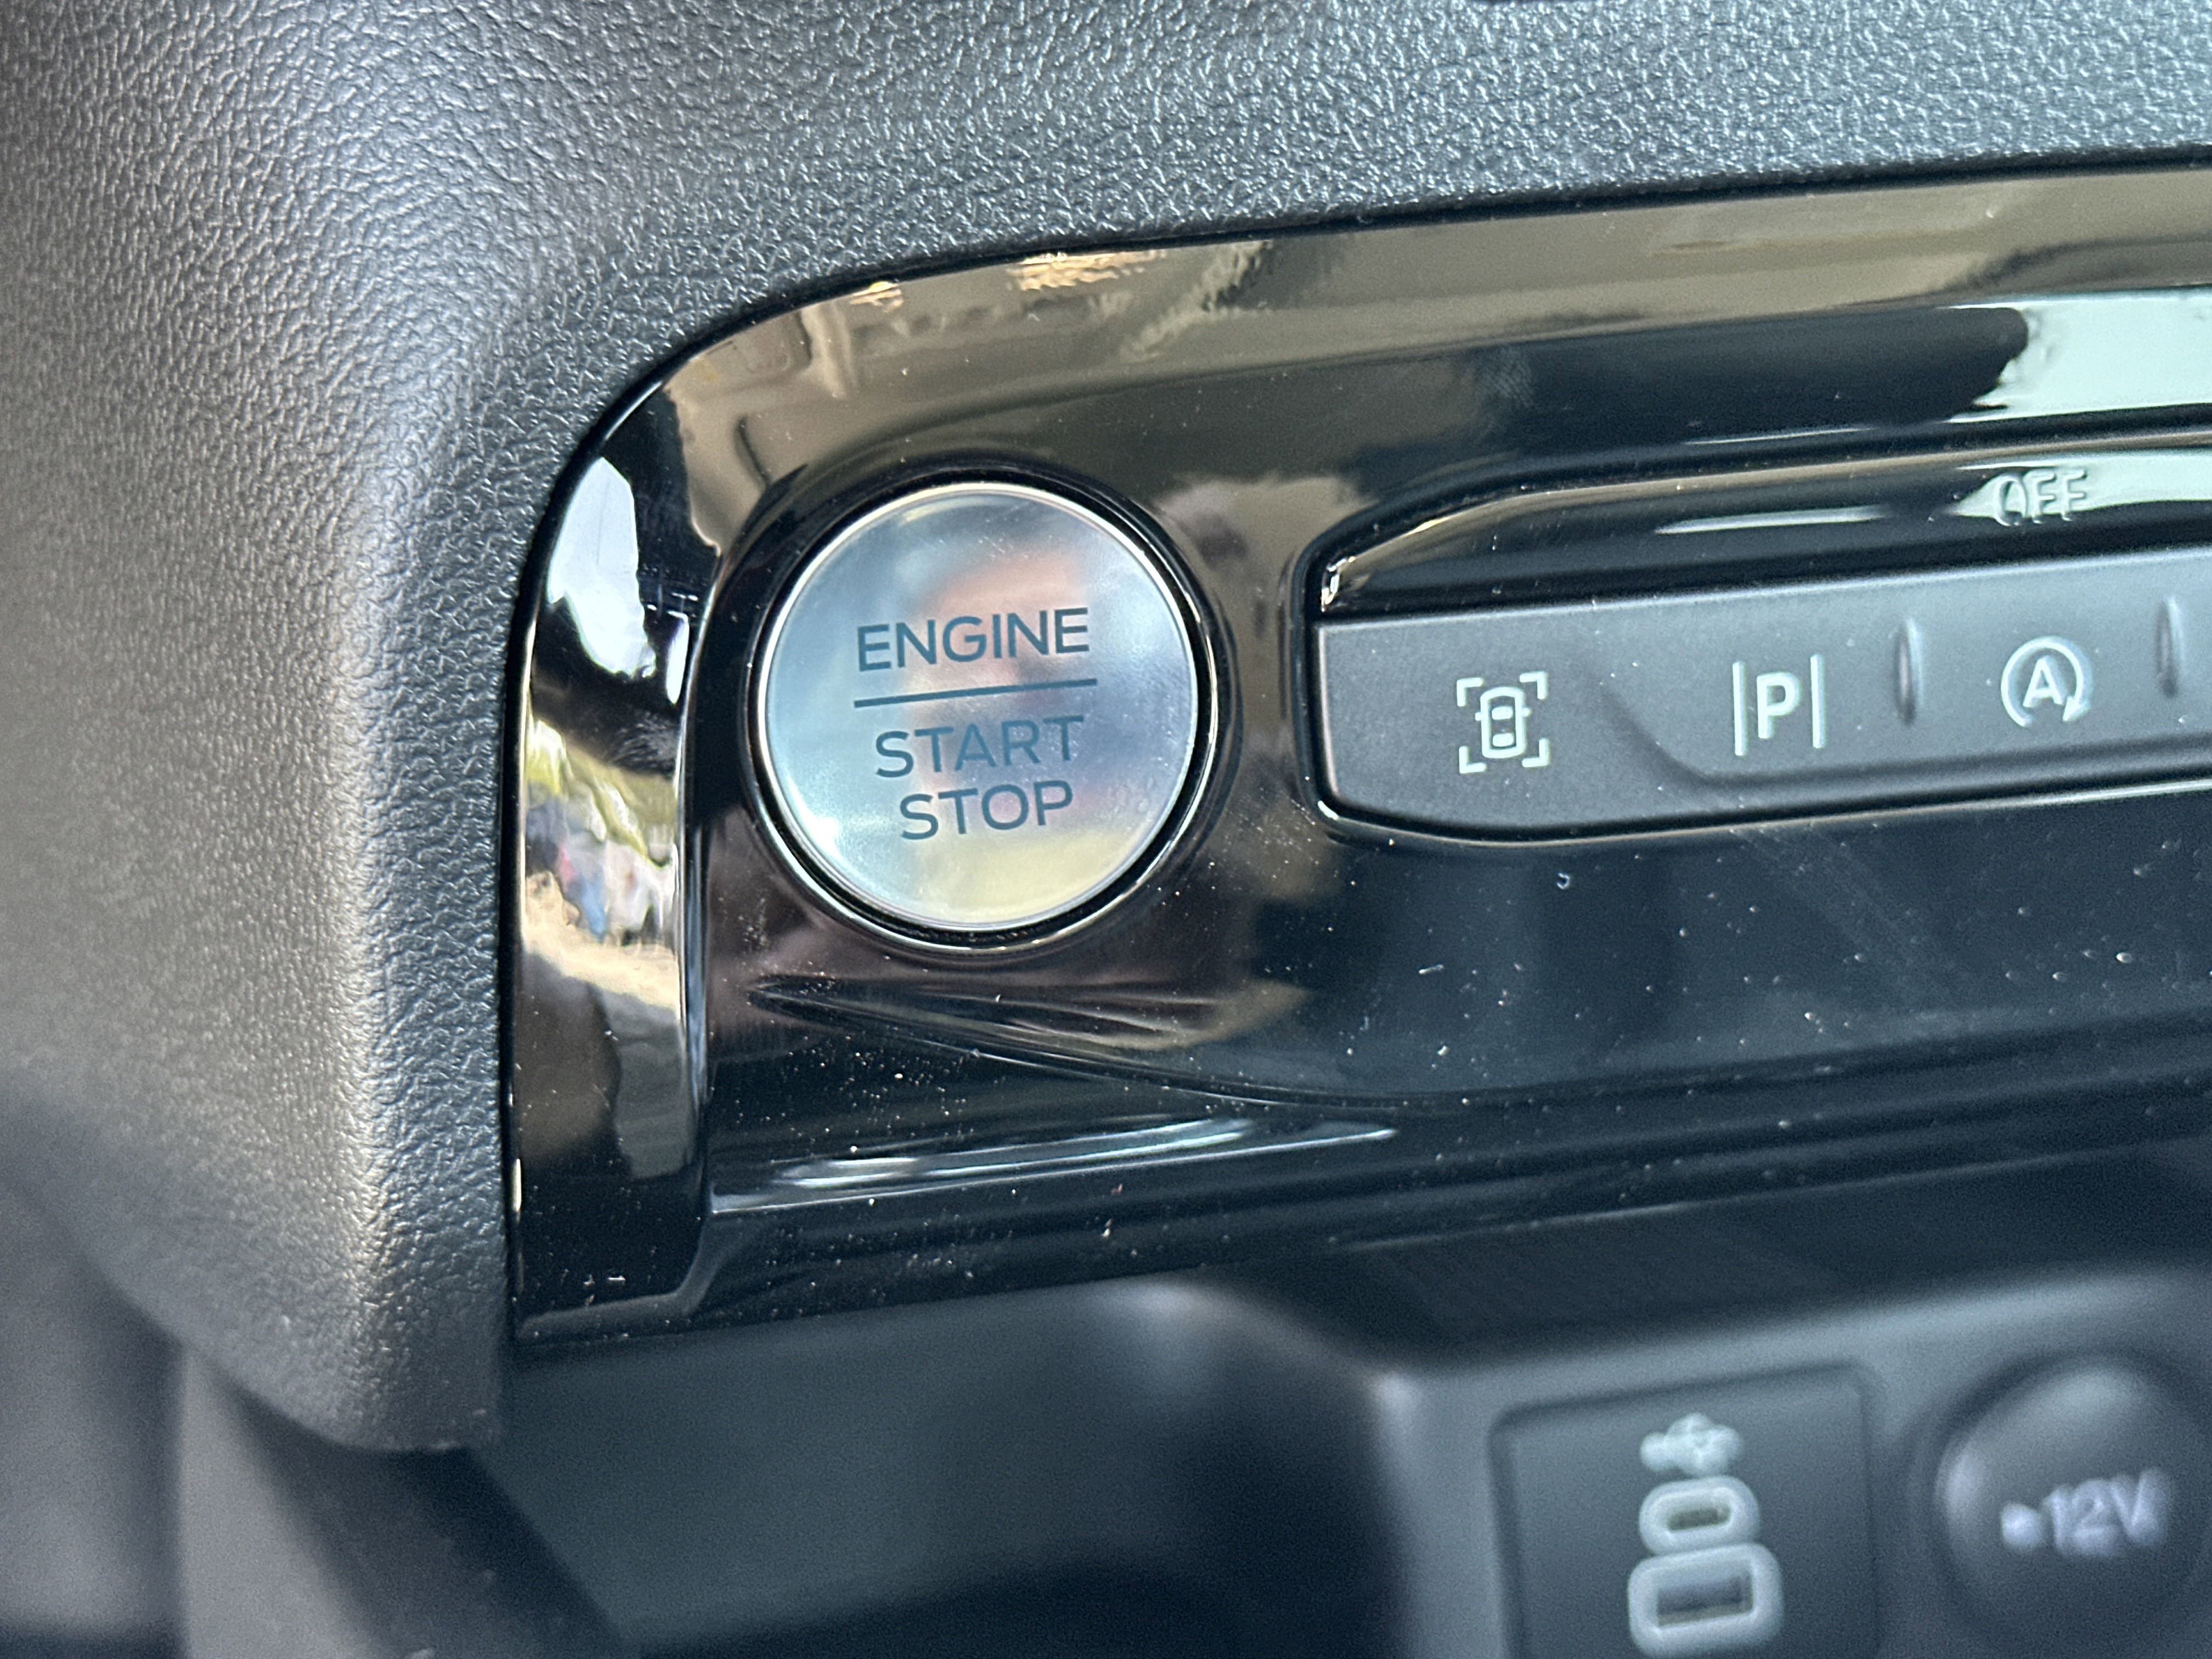 ENGINE
START
STOP
OFF
P
A
12V